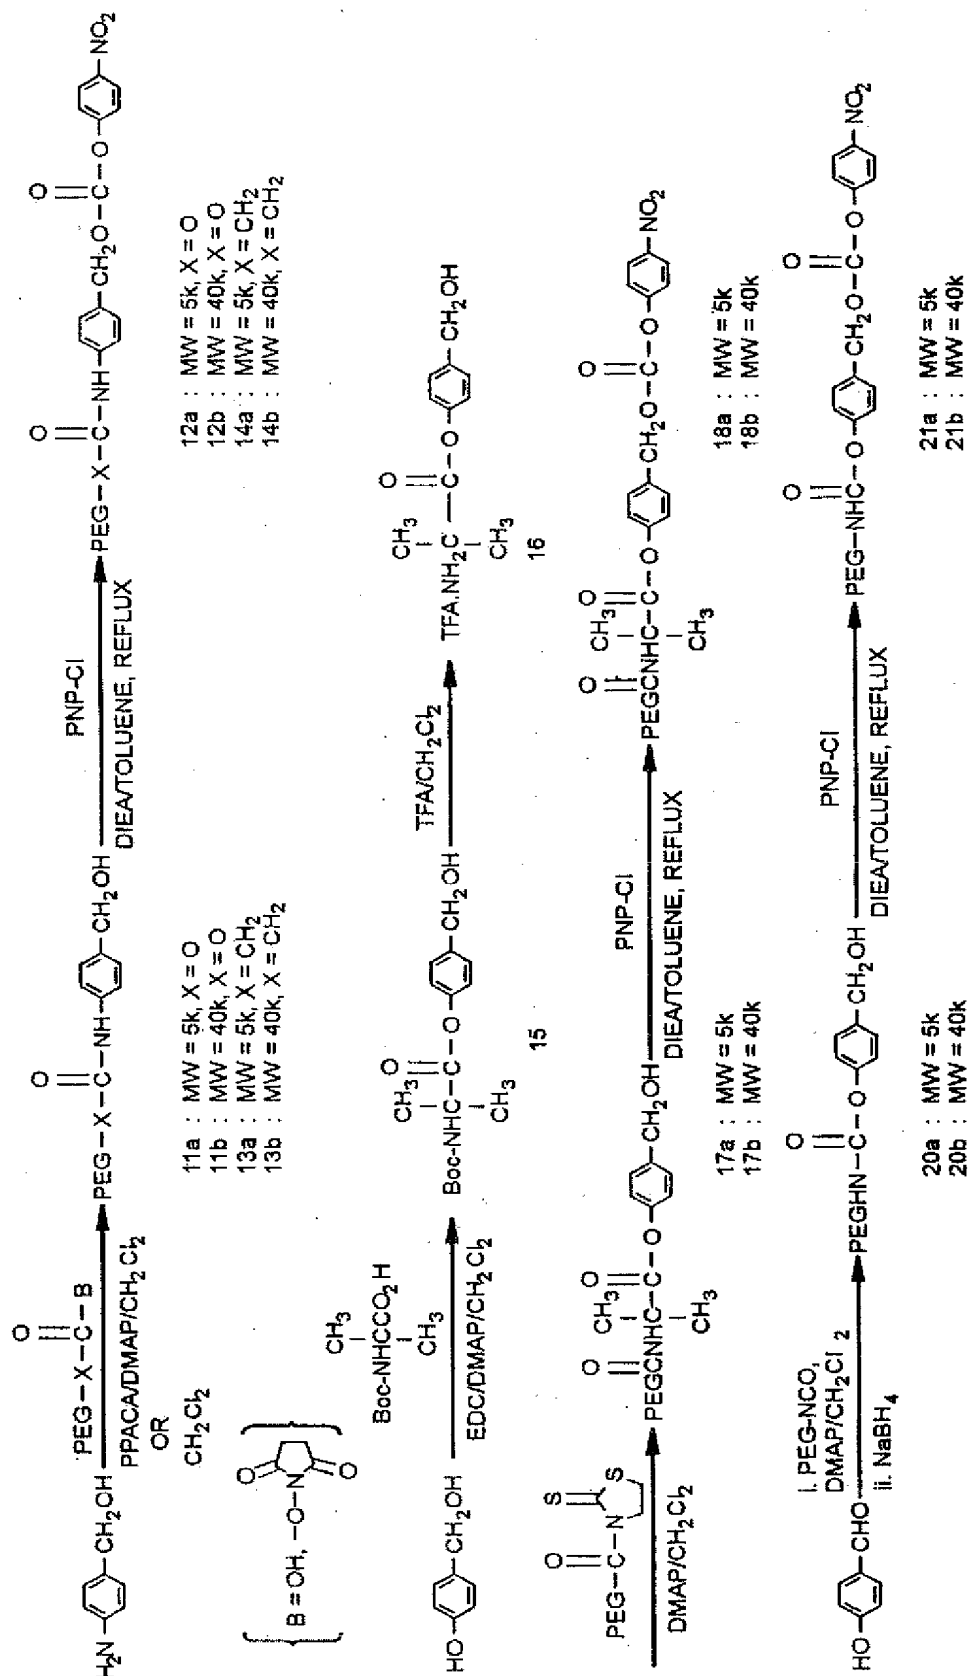 H2N CH2OH
PEG–X–C–B
O
PPACA/DMAP/CH2Cl2
OR
CH2Cl2
B = OH, –O–N
O
O
PEG–X–C–NH CH2OH
O
11a : MW = 5k, X = O
11b : MW = 40k, X = O
13a : MW = 5k, X = CH2
13b : MW = 40k, X = CH2
PNP-Cl
DIEA/TOLUENE, REFLUX
PEG–X–C–NH CH2O–C–O NO2
O O
12a : MW = 5k, X = O
12b : MW = 40k, X = O
14a : MW = 5k, X = CH2
14b : MW = 40k, X = CH2
HO CH2OH
CH3
Boc-NHCCO2H
CH3
EDC/DMAP/CH2Cl2
CH3 O
Boc-NHC–C–O CH2OH
CH3
15
TFA/CH2Cl2
CH3 O
TFA.NH2C–C–O CH2OH
CH3
16
O S
PEG–C–N S
DMAP/CH2Cl2
O CH3 O
PEGCNHC–C–O CH2OH
CH3
17a : MW = 5k
17b : MW = 40k
PNP-Cl
DIEA/TOLUENE, REFLUX
O CH3 O O
PEGCNHC–C–O CH2O–C–O NO2
CH3
18a : MW = 5k
18b : MW = 40k
HO CHO
i. PEG-NCO,
DMAP/CH2Cl 2
ii. NaBH4
O
PEGHN–C–O CH2OH
20a : MW = 5k
20b : MW = 40k
PNP-Cl
DIEA/TOLUENE, REFLUX
O O
PEG–NHC–O CH2O–C–O NO2
21a : MW = 5k
21b : MW = 40k